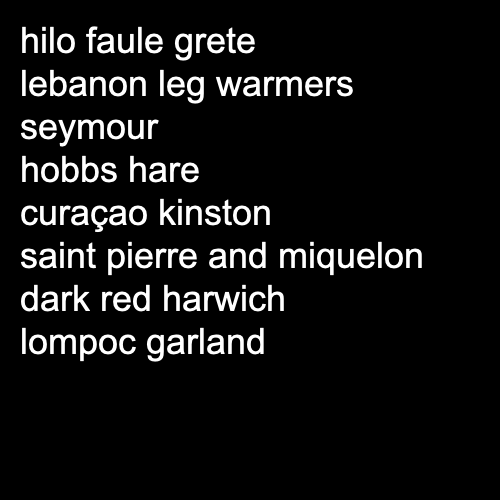 hilo faule grete
lebanon leg warmers
seymour
hobbs hare
curaçao kinston
saint pierre and miquelon
dark red harwich
lompoc garland